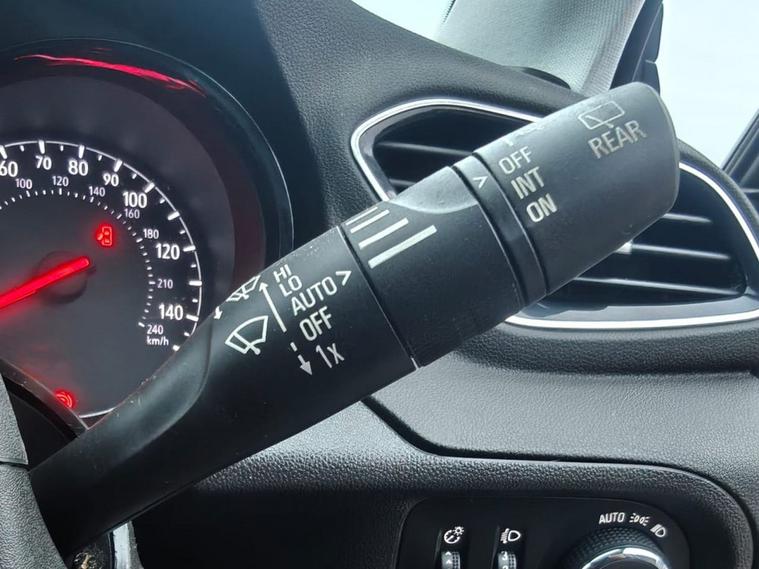 60
70
80
90
100
120
140
100
120
140
160
180
210
240
km/h
HI
LO
AUTO >
OFF
1x
> OFF
INT
ON
REAR
AUTO